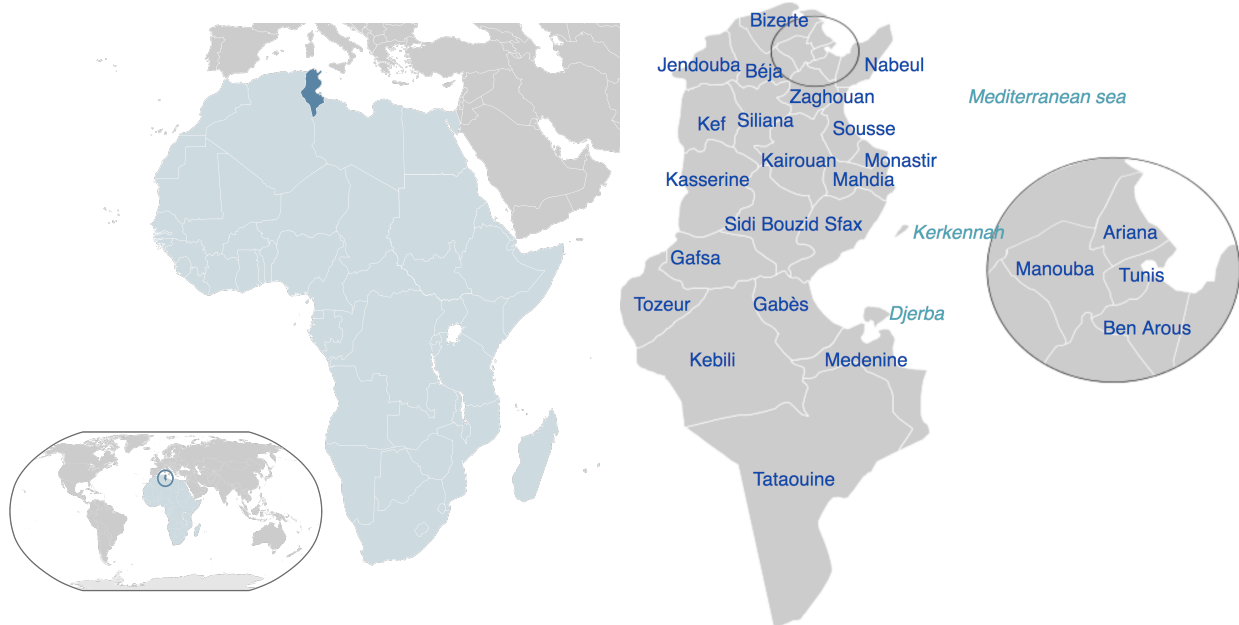 Bizerte
Jendouba
Béja
Nabeul
Zaghouan
Mediterranean sea
Kef
Siliana
Sousse
Kairouan
Monastir
Kasserine
Mahdia
Sidi Bouzid
Sfax
Kerkennah
Ariana
Gafsa
Manouba
Tunis
Tozeur
Gabès
Djerba
Ben Arous
Kebili
Medenine
Tataouine